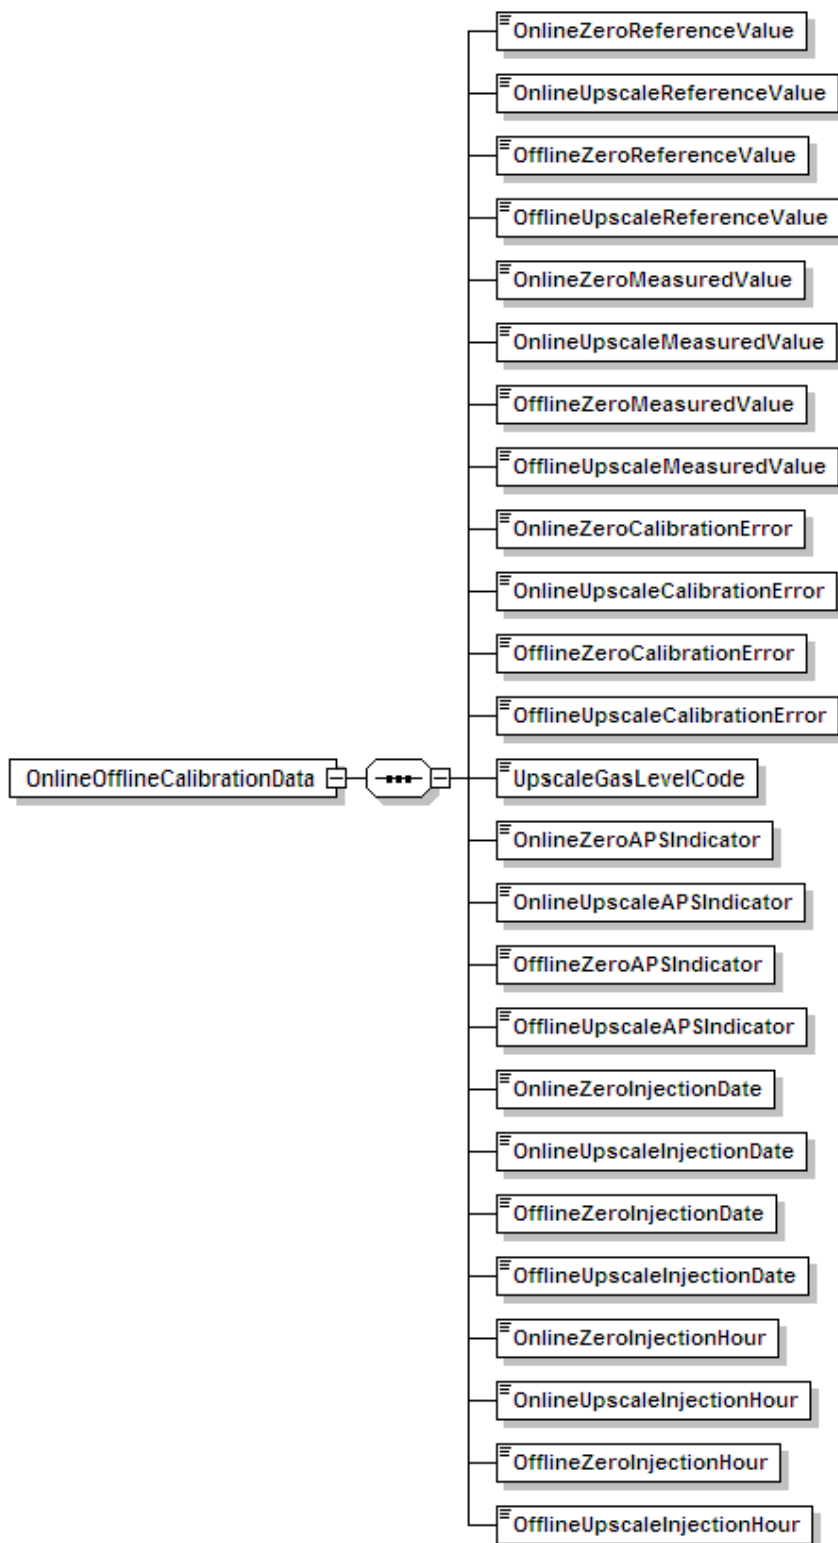 OnlineZeroReferenceValue
OnlineUpscaleReferenceValue
OfflineZeroReferenceValue
OfflineUpscaleReferenceValue
OnlineZeroMeasuredValue
OnlineUpscaleMeasuredValue
OfflineZeroMeasuredValue
OfflineUpscaleMeasuredValue
OnlineZeroCalibrationError
OnlineUpscaleCalibrationError
OfflineZeroCalibrationError
OfflineUpscaleCalibrationError
OnlineOfflineCalibrationData
UpscaleGasLevelCode
OnlineZeroAPSIndicator
OnlineUpscaleAPSIndicator
OfflineZeroAPSIndicator
OfflineUpscaleAPSIndicator
OnlineZeroInjectionDate
OnlineUpscaleInjectionDate
OfflineZeroInjectionDate
OfflineUpscaleInjectionDate
OnlineZeroInjectionHour
OnlineUpscaleInjectionHour
OfflineZeroInjectionHour
OfflineUpscaleInjectionHour